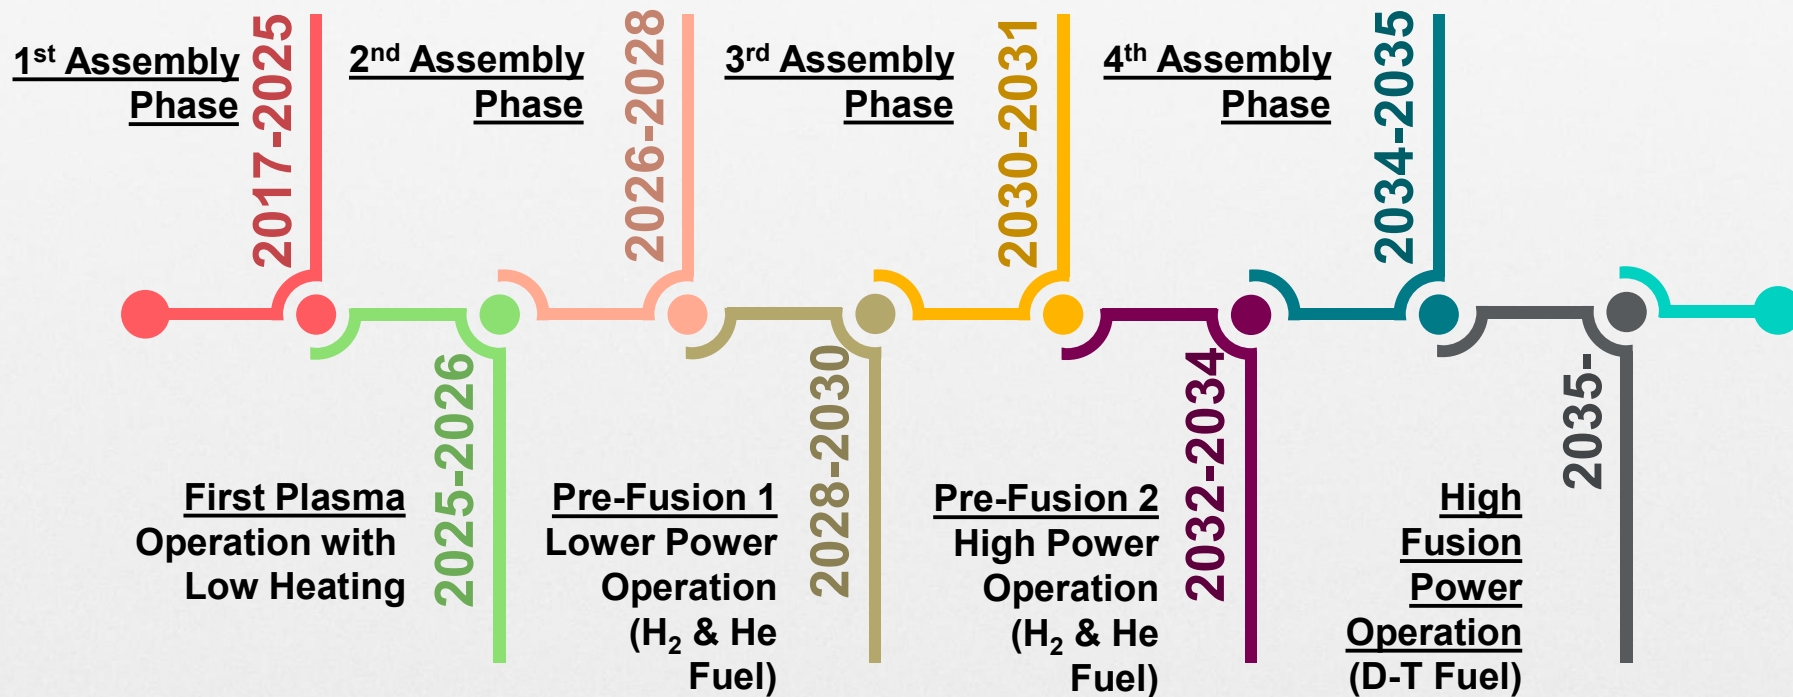 1st Assembly
Phase
2017-2025
2nd Assembly
Phase
2026-2028
3rd Assembly
Phase
2030-2031
4th Assembly
Phase
2034-2035
First Plasma
Operation with
Low Heating
2025-2026
Pre-Fusion 1
Lower Power
Operation
(H₂ & He
Fuel)
2028-2030
Pre-Fusion 2
High Power
Operation
(H₂ & He
Fuel)
2032-2034
High
Fusion
Power
Operation
(D-T Fuel)
2035-